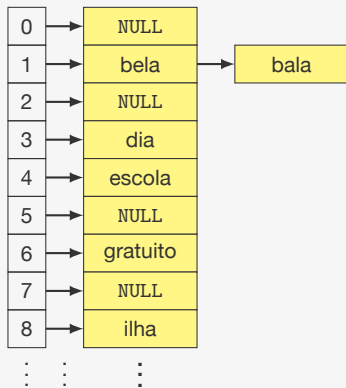 0 NULL
1 bela bala
2 NULL
3 dia
4 escola
5 NULL
6 gratuito
7 NULL
8 ilha